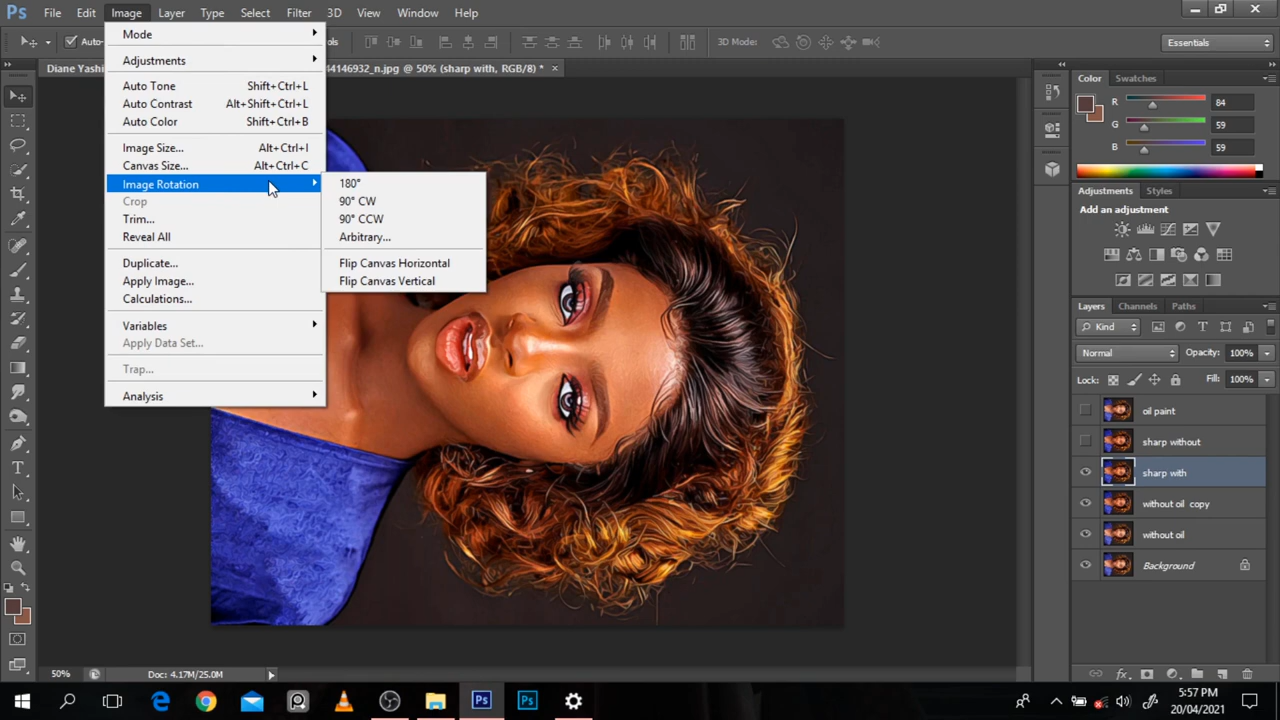 Ps File Edit Image Layer Type Select Filter 3D View Window Help
Auto- ols 3D Mode: Essentials
Diane Yashi 44146932_n.jpg @ 50% (sharp with, RGB/8) *
Mode
Adjustments
Auto Tone Shift+Ctrl+L
Auto Contrast Alt+Shift+Ctrl+L
Auto Color Shift+Ctrl+B
Image Size... Alt+Ctrl+I
Canvas Size... Alt+Ctrl+C
Image Rotation
Crop
Trim...
Reveal All
Duplicate...
Apply Image...
Calculations...
Variables
Apply Data Set...
Trap...
Analysis
180°
90° CW
90° CCW
Arbitrary...
Flip Canvas Horizontal
Flip Canvas Vertical
Color Swatches
R 84
G 59
B 59
Adjustments Styles
Add an adjustment
Layers Channels Paths
Kind
Normal Opacity: 100%
Lock: Fill: 100%
oil paint
sharp without
sharp with
without oil copy
without oil
Background
50% Doc: 4.17M/25.0M
Ps Ps
5:57 PM
20/04/2021